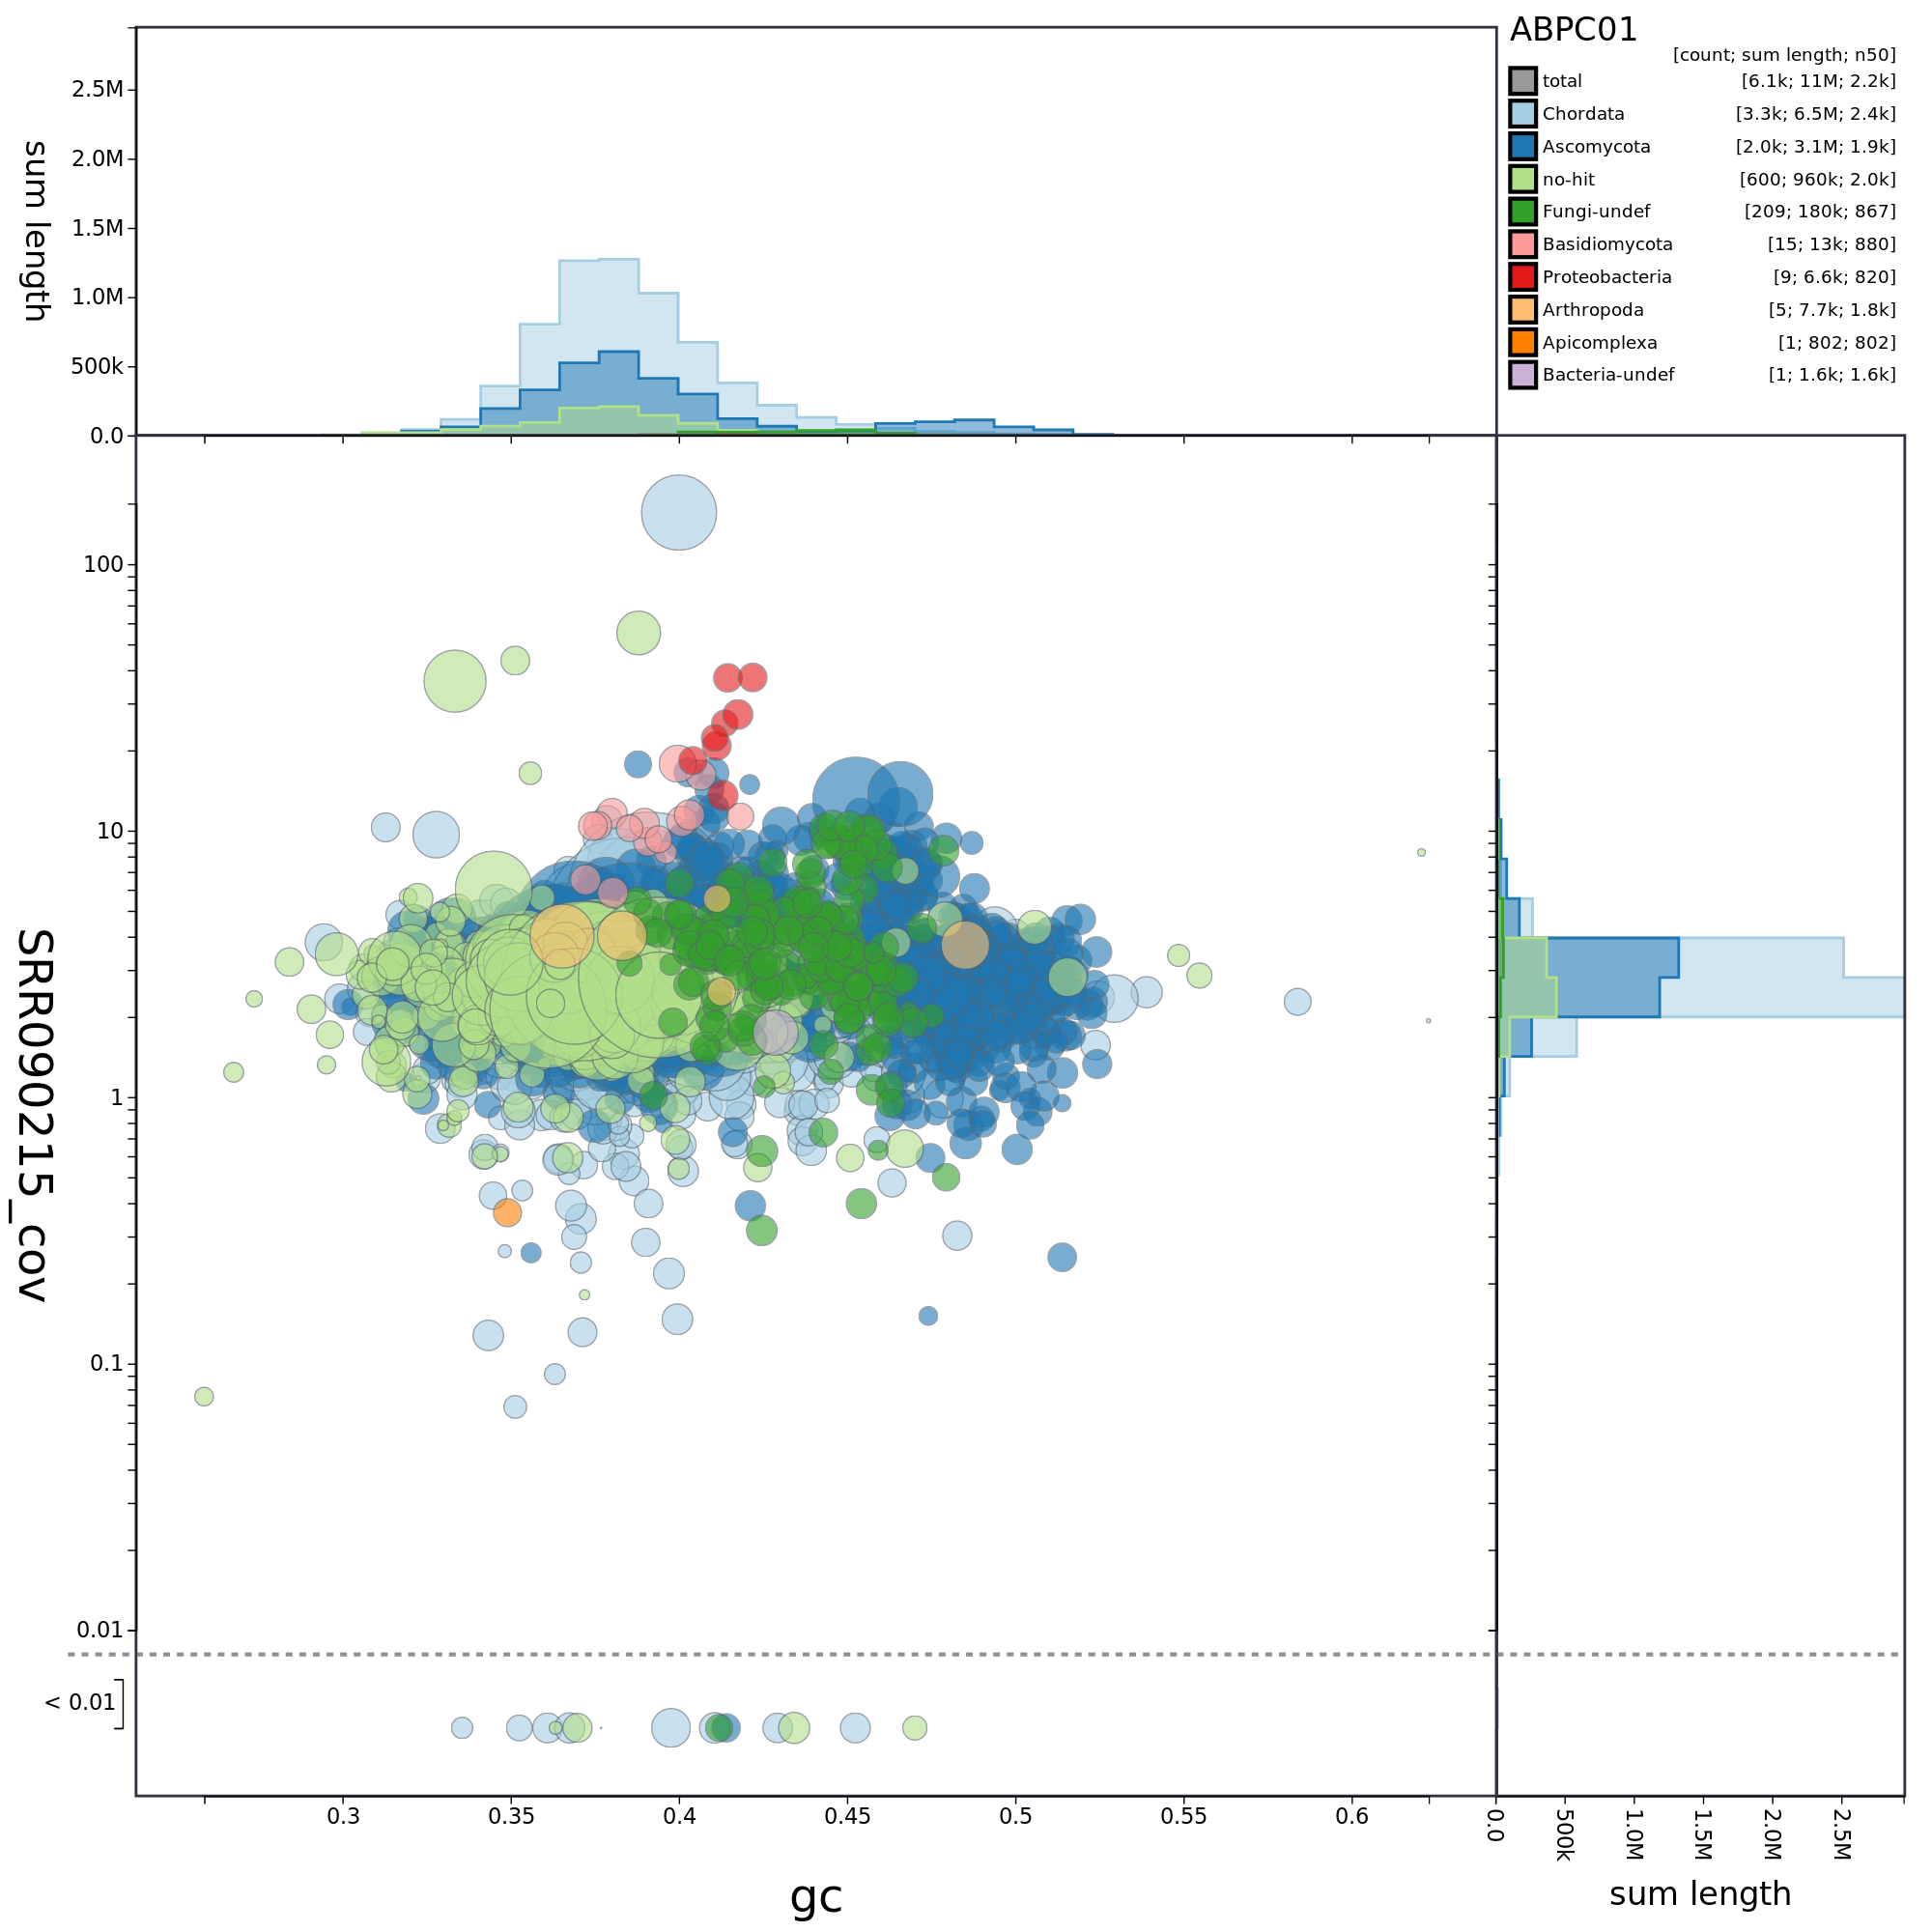 ABPC01
[count; sum length; n50]
total [6.1k; 11M; 2.2k]
Chordata [3.3k; 6.5M; 2.4k]
Ascomycota [2.0k; 3.1M; 1.9k]
no-hit [600; 960k; 2.0k]
Fungi-undef [209; 180k; 867]
Basidiomycota [15; 13k; 880]
Proteobacteria [9; 6.6k; 820]
Arthropoda [5; 7.7k; 1.8k]
Apicomplexa [1; 802; 802]
Bacteria-undef [1; 1.6k; 1.6k]
sum length
2.5M
2.0M
1.5M
1.0M
500k
0.0
SRR090215_cov
100
10
1
0.1
0.01
< 0.01
0.3 0.35 0.4 0.45 0.5 0.55 0.6
gc
0.0 500k 1.0M 1.5M 2.0M 2.5M
sum length